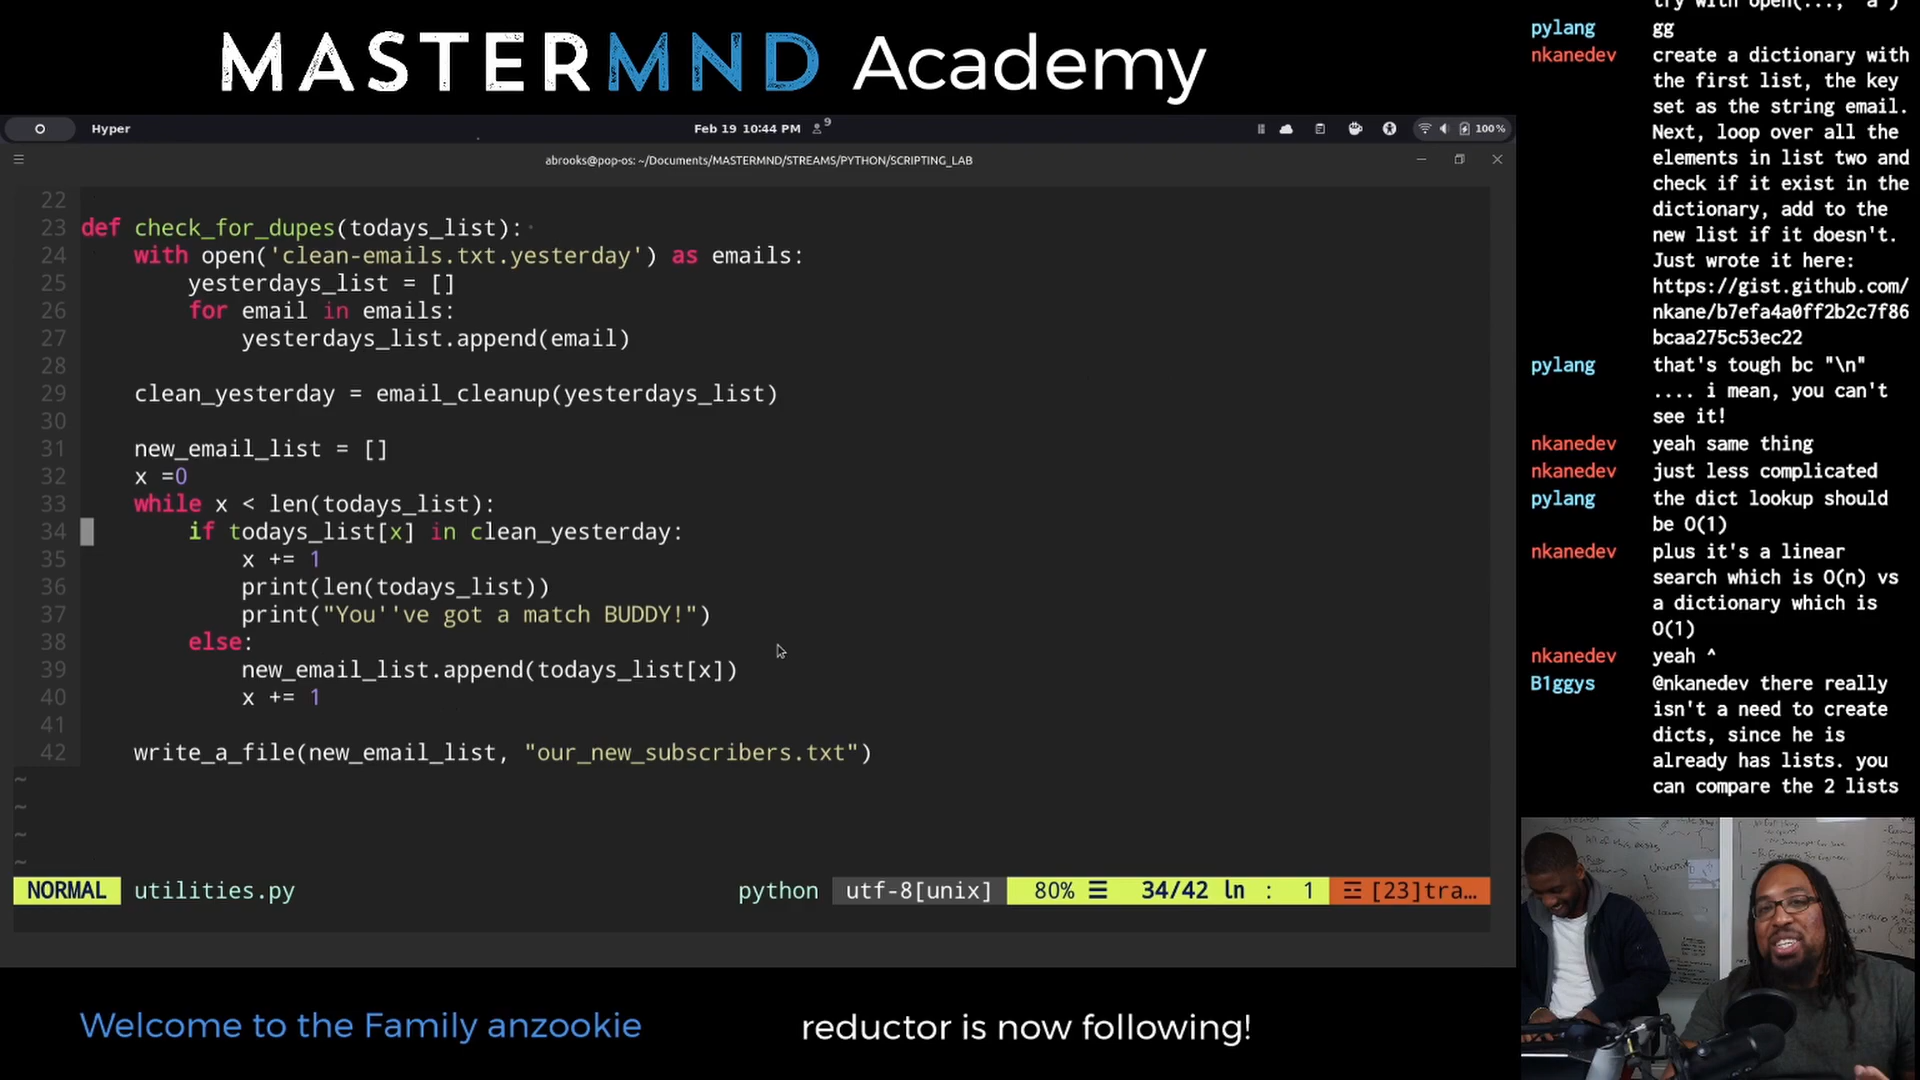 MASTERMND Academy
Hyper
Feb 19 10:44 PM
9
100%
abrooks@pop-os: ~/Documents/MASTERMND/STREAMS/PYTHON/SCRIPTING_LAB
22
23 def check_for_dupes(todays_list):
24 with open('clean-emails.txt.yesterday') as emails:
25 yesterdays_list = []
26 for email in emails:
27 yesterdays_list.append(email)
28
29 clean_yesterday = email_cleanup(yesterdays_list)
30
31 new_email_list = []
32 x =0
33 while x < len(todays_list):
34 if todays_list[x] in clean_yesterday:
35 x += 1
36 print(len(todays_list))
37 print("You''ve got a match BUDDY!")
38 else:
39 new_email_list.append(todays_list[x])
40 x += 1
41
42 write_a_file(new_email_list, "our_new_subscribers.txt")
~
~
~
~
NORMAL utilities.py python utf-8[unix] 80% ☰ 34/42 ln : 1 ☲ [23]tra…
try with open(..., 'a')
pylang gg
nkanedev create a dictionary with
the first list, the key
set as the string email.
Next, loop over all the
elements in list two and
check if it exist in the
dictionary, add to the
new list if it doesn't.
Just wrote it here:
https://gist.github.com/
nkane/b7efa4a0ff2b2c7f86
bcaa275c53ec22
pylang that's tough bc "\n"
.... i mean, you can't
see it!
nkanedev yeah same thing
nkanedev just less complicated
pylang the dict lookup should
be O(1)
nkanedev plus it's a linear
search which is O(n) vs
a dictionary which is
O(1)
nkanedev yeah ^
B1ggys @nkanedev there really
isn't a need to create
dicts, since he is
already has lists. you
can compare the 2 lists
Welcome to the Family anzookie
reductor is now following!